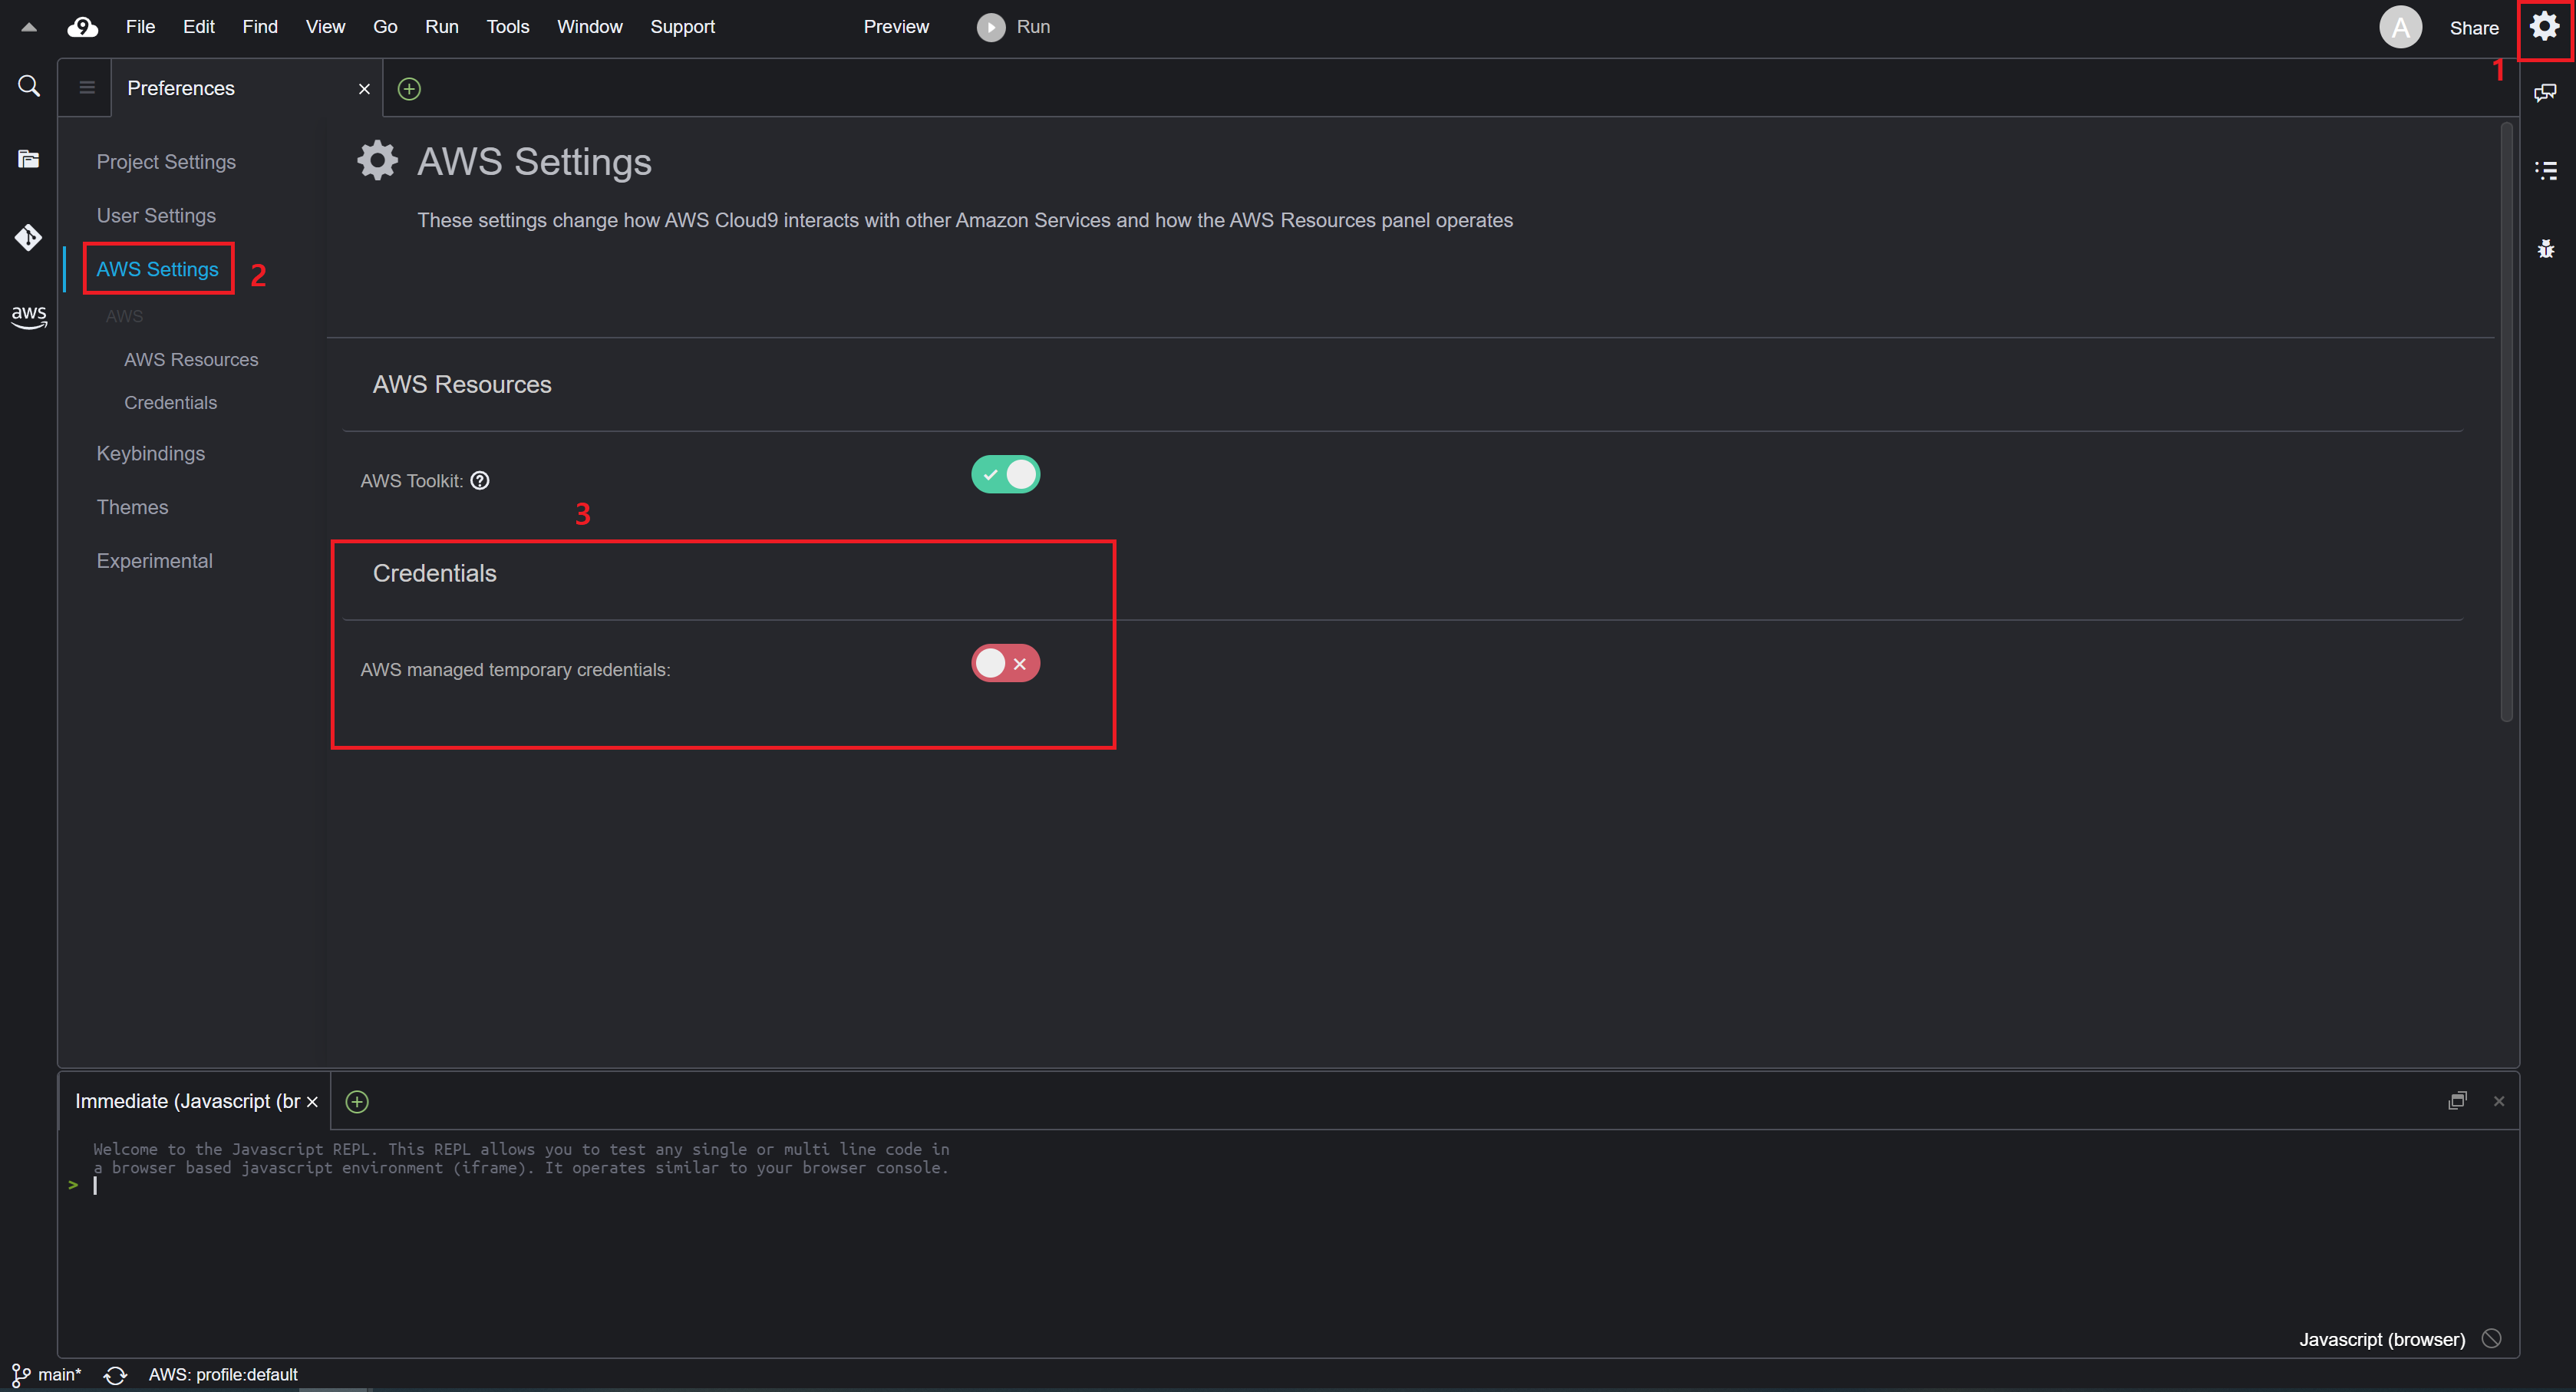 File Edit Find View Go Run Tools Window Support Preview Run A Share
1
Preferences
Project Settings
User Settings
AWS Settings 2
AWS
AWS Resources
Credentials
Keybindings
Themes
Experimental
aws
AWS Settings
These settings change how AWS Cloud9 interacts with other Amazon Services and how the AWS Resources panel operates
AWS Resources
AWS Toolkit:
3
Credentials
AWS managed temporary credentials:
Immediate (Javascript (br
Welcome to the Javascript REPL. This REPL allows you to test any single or multi line code in
a browser based javascript environment (iframe). It operates similar to your browser console.
>
Javascript (browser)
main* AWS: profile:default